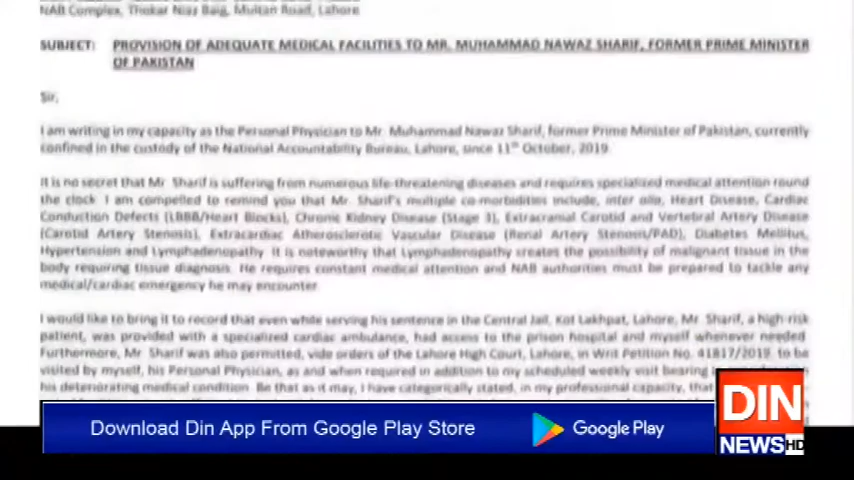 NAB Complex, Thokar Niaz Baig, Multan Road, Lahore
SUBJECT: PROVISION OF ADEQUATE MEDICAL FACILITIES TO MR. MUHAMMAD NAWAZ SHARIF, FORMER PRIME MINISTER
OF PAKISTAN
Sir,
I am writing in my capacity as the Personal Physician to Mr. Muhammad Nawaz Sharif, former Prime Minister of Pakistan, currently
confined in the custody of the National Accountability Bureau, Lahore, since 11th October, 2019.
It is no secret that Mr. Sharif is suffering from numerous life-threatening diseases and requires specialized medical attention round
the clock. I am compelled to remind you that Mr. Sharif's multiple co-morbidities include, inter alia, Heart Disease, Cardiac
Conduction Defects (LBBB/Heart Blocks), Chronic Kidney Disease (Stage 3), Extracranial Carotid and Vertebral Artery Disease
(Carotid Artery Stenosis), Extracardiac Atherosclerotic Vascular Disease (Renal Artery Stenosis/PAD), Diabetes Mellitus,
Hypertension and Lymphadenopathy. It is noteworthy that Lymphadenopathy creates the possibility of malignant tissue in the
body requiring tissue diagnosis. He requires constant medical attention and NAB authorities must be prepared to tackle any
medical/cardiac emergency he may encounter.
I would like to bring it to record that even while serving his sentence in the Central Jail, Kot Lakhpat, Lahore, Mr. Sharif, a high-risk
patient, was provided with a specialized cardiac ambulance, had access to the prison hospital and myself whenever needed.
Furthermore, Mr. Sharif was also permitted, vide orders of the Lahore High Court, Lahore, in Writ Petition No. 41817/2019, to be
visited by myself, his Personal Physician, as and when required in addition to my scheduled weekly visit bearing
his deteriorating medical condition. Be that as it may, I have categorically stated, in my professional capacity, that
Download Din App From Google Play Store
Google Play
DIN
NEWS HD